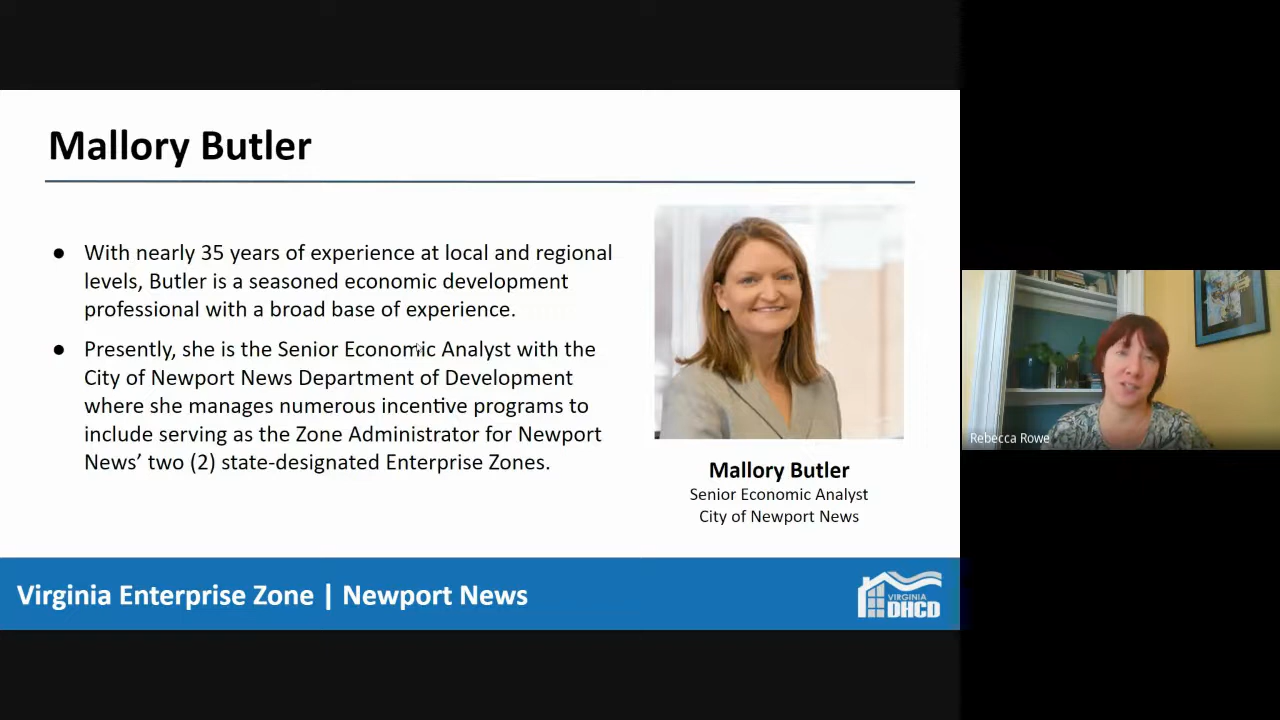 Mallory Butler
● With nearly 35 years of experience at local and regional
levels, Butler is a seasoned economic development
professional with a broad base of experience.
● Presently, she is the Senior Economic Analyst with the
City of Newport News Department of Development
where she manages numerous incentive programs to
include serving as the Zone Administrator for Newport
News’ two (2) state-designated Enterprise Zones.
Mallory Butler
Senior Economic Analyst
City of Newport News
Rebecca Rowe
Virginia Enterprise Zone | Newport News
VIRGINIA
DHCD